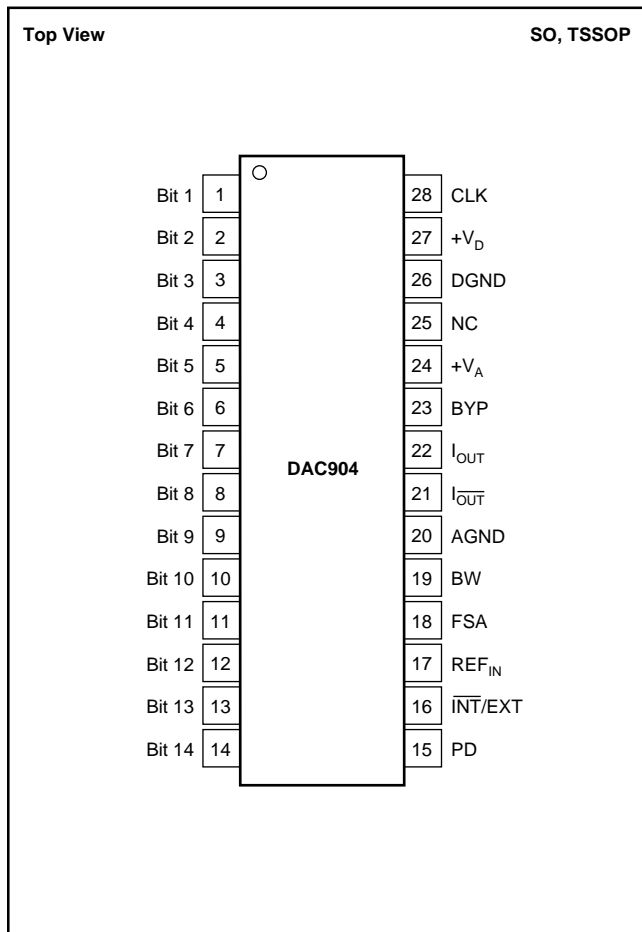 Top View SO, TSSOP
Bit 1 1 28 CLK
Bit 2 2 27 +V_D
Bit 3 3 26 DGND
Bit 4 4 25 NC
Bit 5 5 24 +V_A
Bit 6 6 23 BYP
Bit 7 7 22 I_OUT
DAC904
Bit 8 8 21 I_O̅U̅T̅
Bit 9 9 20 AGND
Bit 10 10 19 BW
Bit 11 11 18 FSA
Bit 12 12 17 REF_IN
Bit 13 13 16 I̅N̅T̅/EXT
Bit 14 14 15 PD